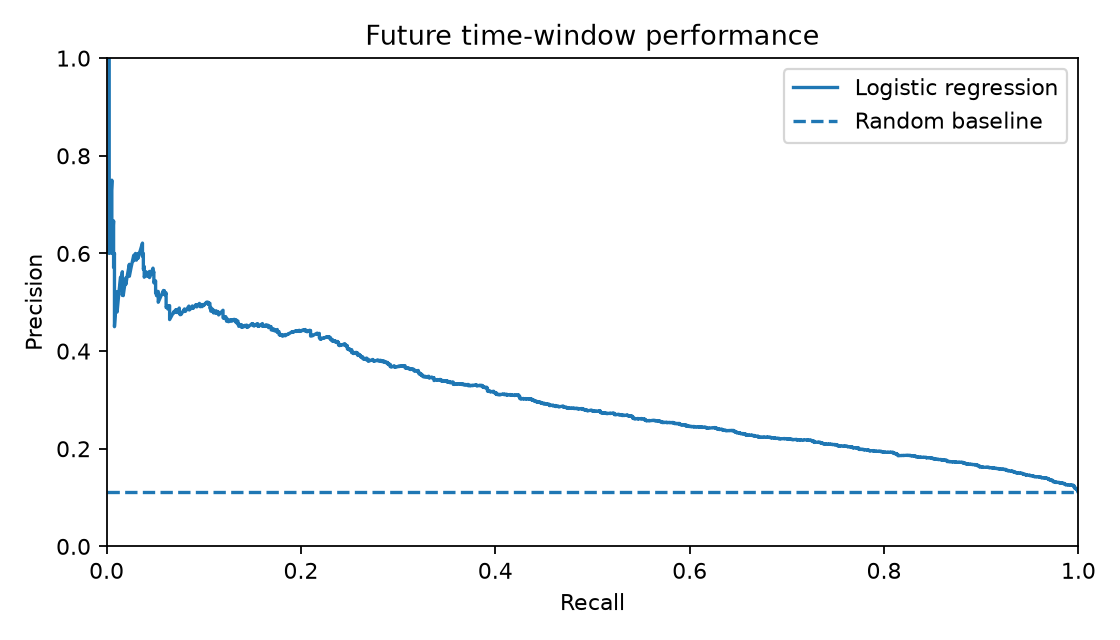 Future time-window performance
1.0
0.8
0.6
0.4
0.2
0.0
Precision
Logistic regression
Random baseline
0.0 0.2 0.4 0.6 0.8 1.0
Recall